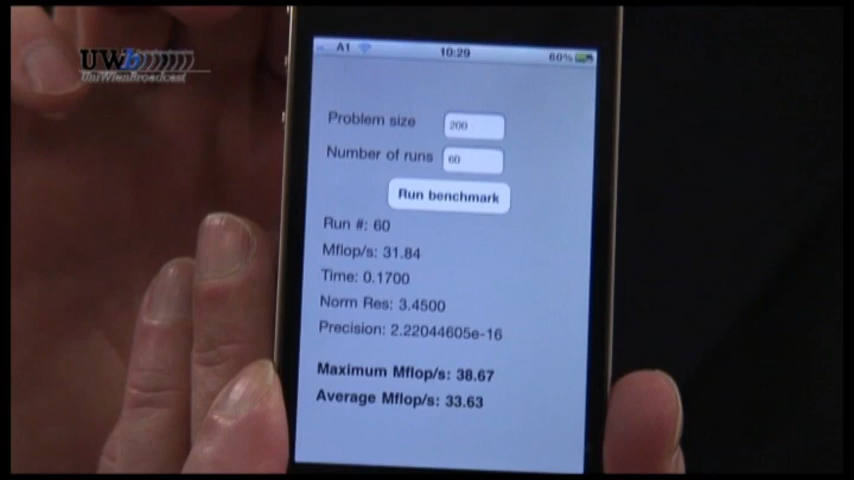 UWb
UniWienBroadcast
A1 10:29 60%
Problem size 200
Number of runs 60
Run benchmark
Run #: 60
Mflop/s: 31.84
Time: 0.1700
Norm Res: 3.4500
Precision: 2.22044605e-16
Maximum Mflop/s: 38.67
Average Mflop/s: 33.63